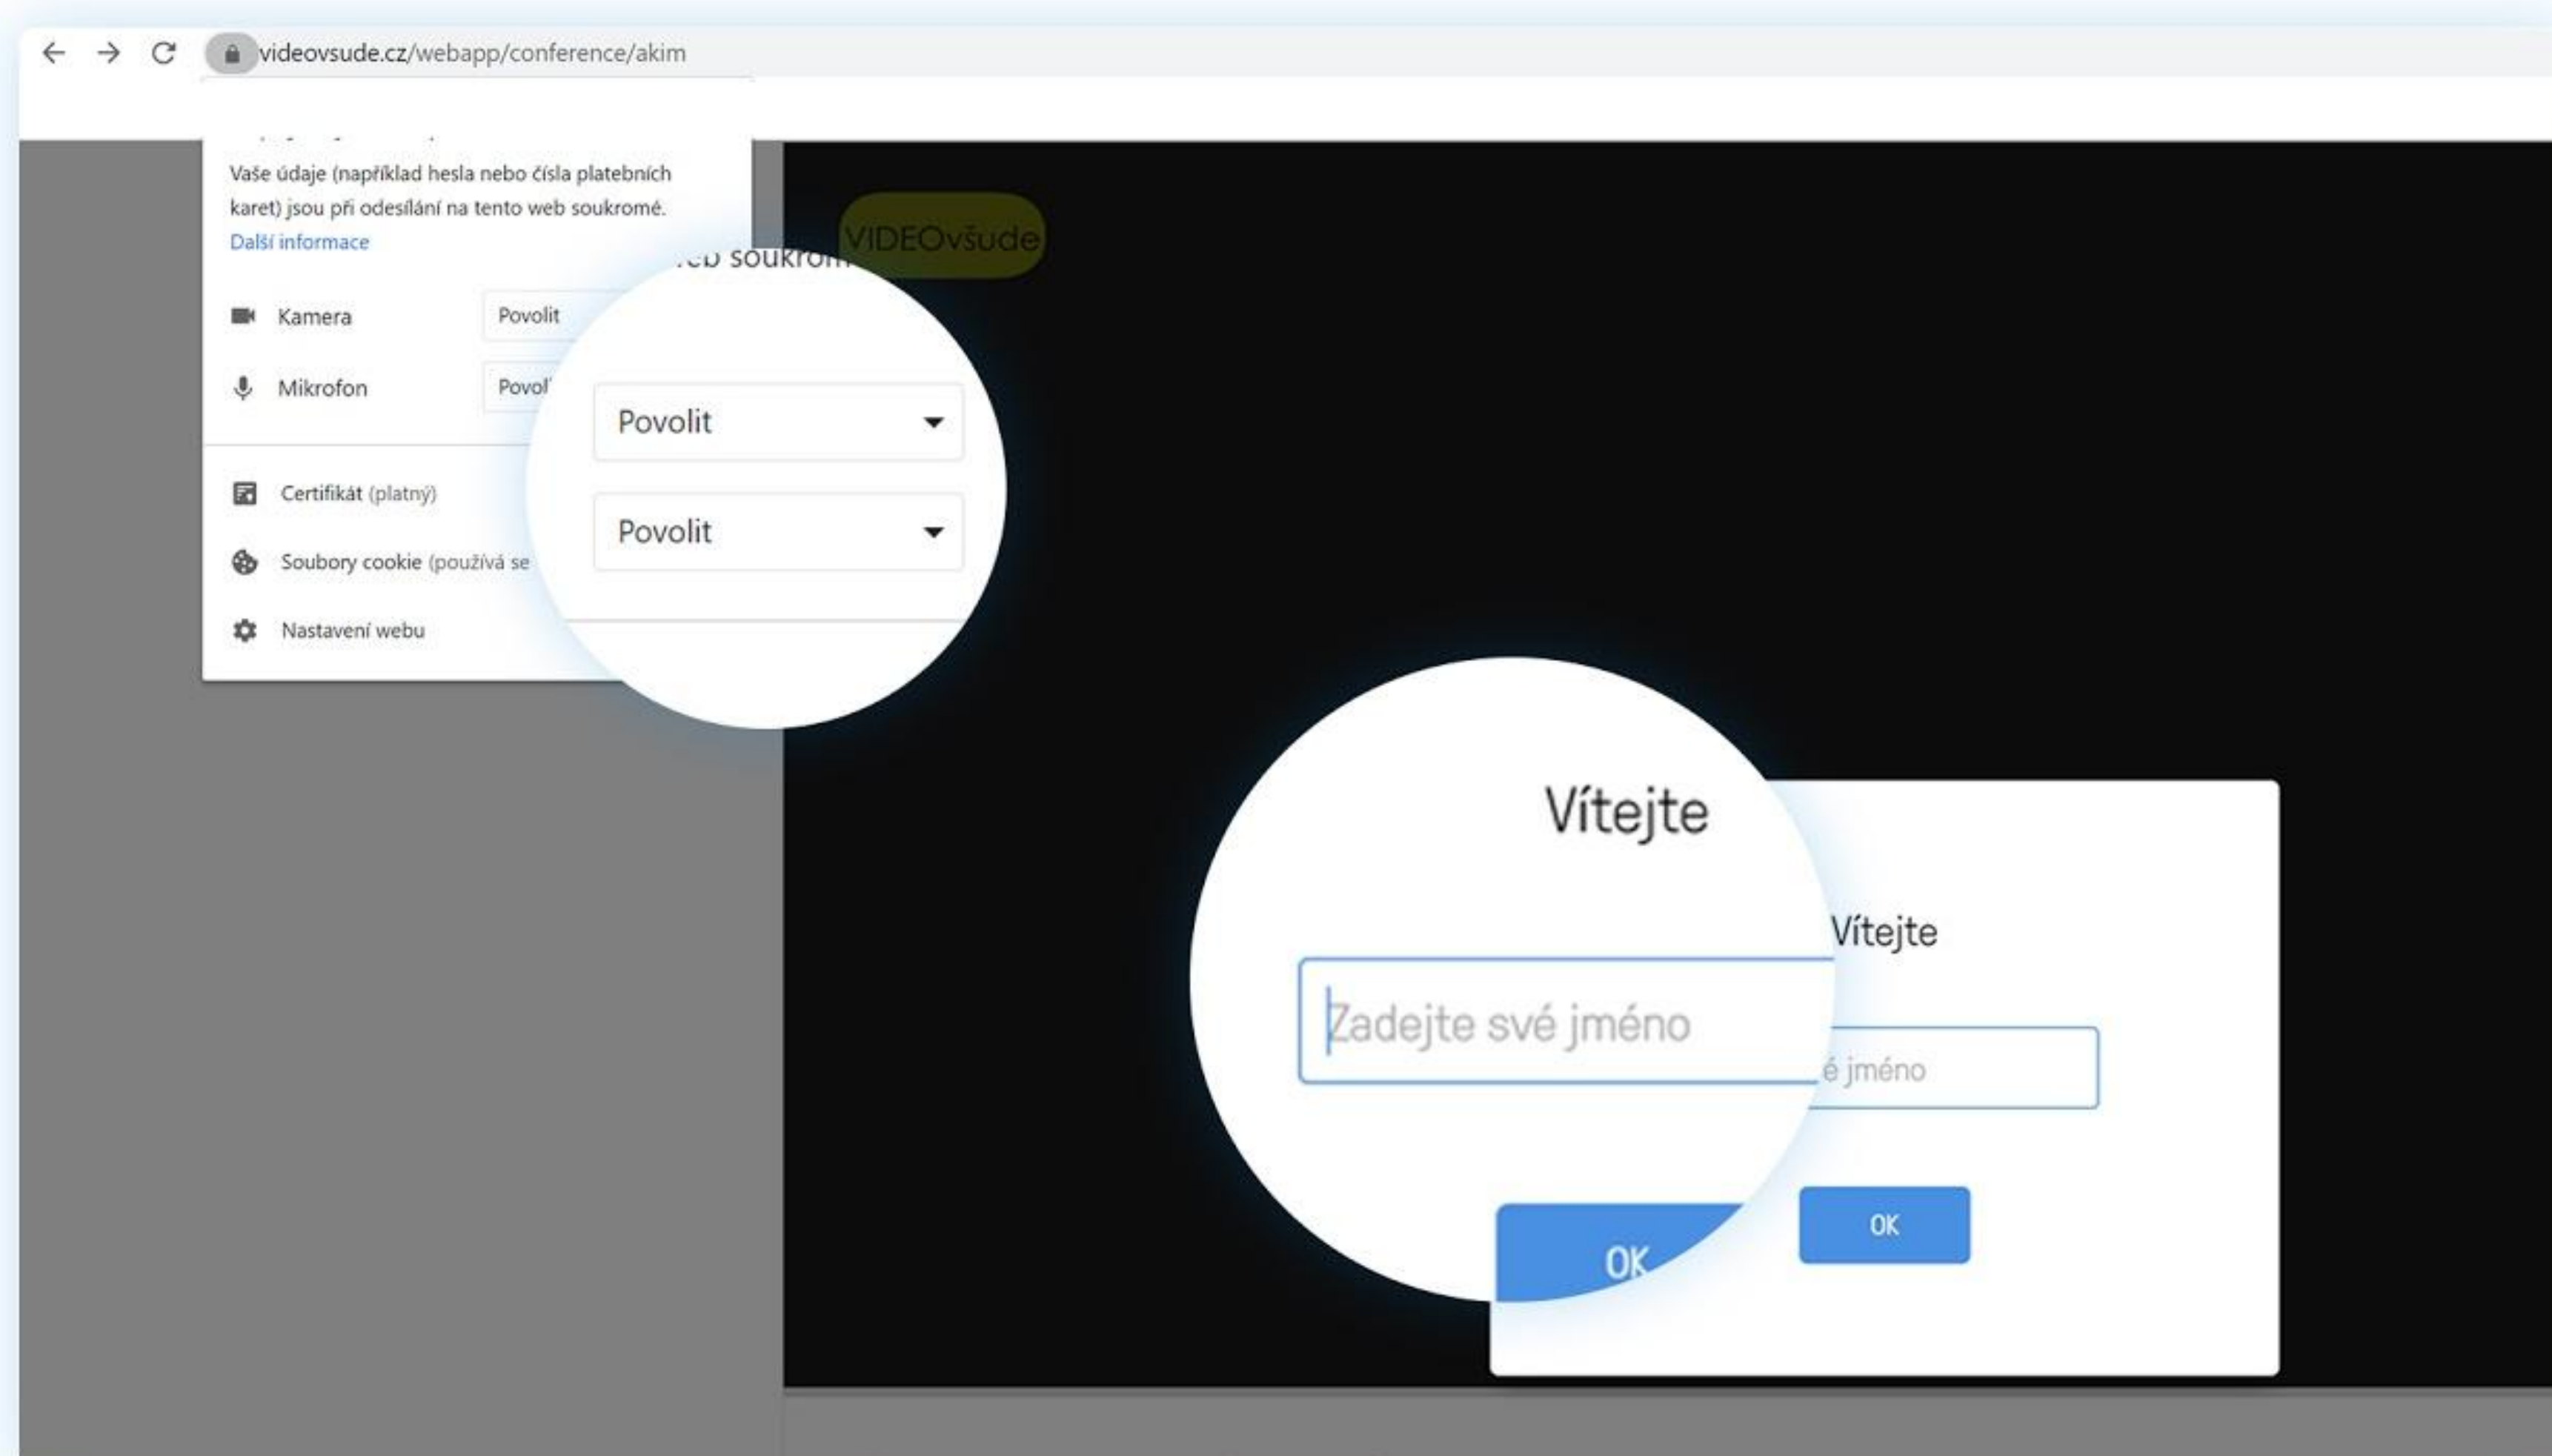 videovsude.cz/webapp/conference/akim
Vaše údaje (například hesla nebo čísla platebních
karet) jsou při odesílání na tento web soukromé.
Další informace
VIDEOvšude
Kamera
Povolit
Mikrofon
Certifikát (platný)
Soubory cookie (používá se
Nastavení webu
Povolit
Povolit
Vítejte
Zadejte své jméno
OK
Vítejte
jméno
OK